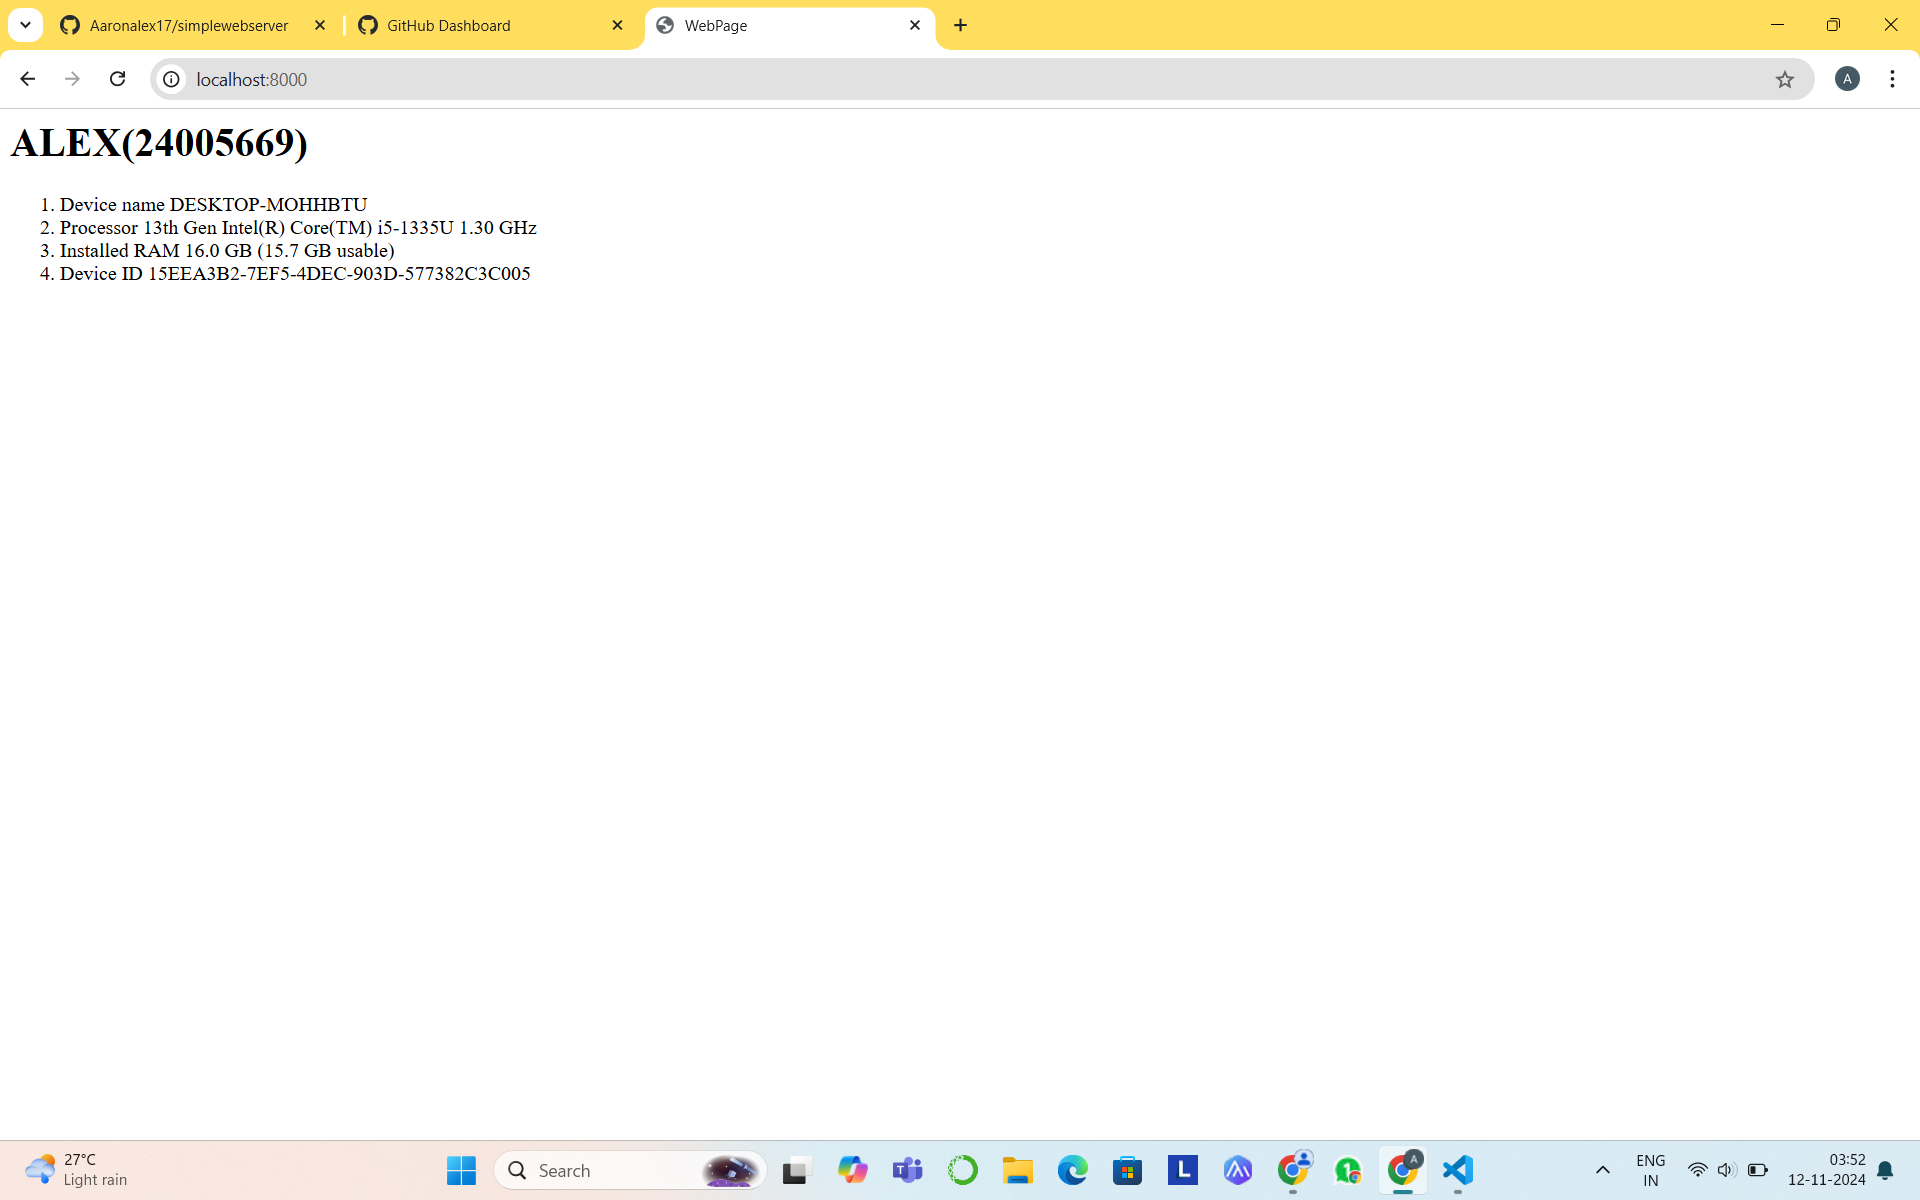 Aaronalex17/simplewebserver
GitHub Dashboard
WebPage
localhost:8000
A
ALEX(24005669)
1. Device name DESKTOP-MOHHBTU
2. Processor 13th Gen Intel(R) Core(TM) i5-1335U 1.30 GHz
3. Installed RAM 16.0 GB (15.7 GB usable)
4. Device ID 15EEA3B2-7EF5-4DEC-903D-577382C3C005
27°C
Light rain
Search
T
L
1
A
ENG
IN
03:52
12-11-2024